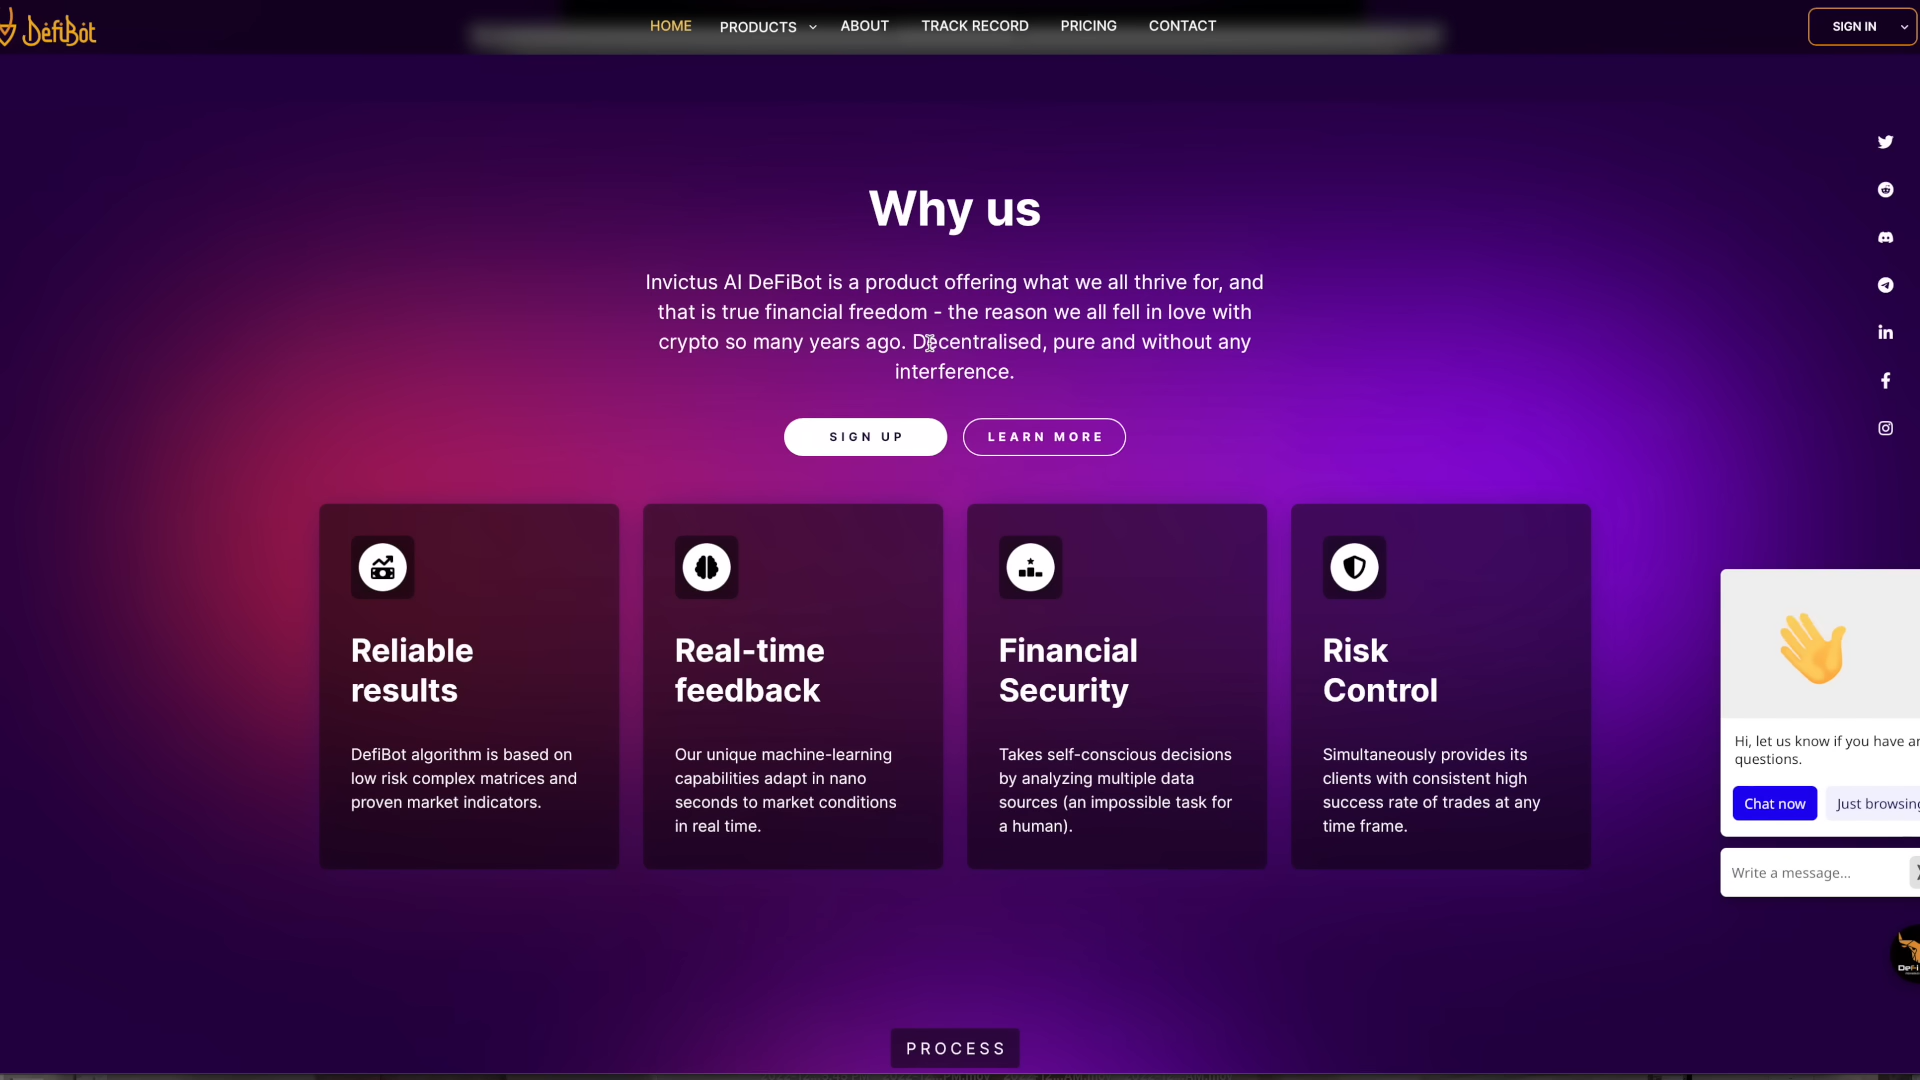 DefiBot
HOME
PRODUCTS
ABOUT
TRACK RECORD
PRICING
CONTACT
SIGN IN
Why us
Invictus AI DeFiBot is a product offering what we all thrive for, and
that is true financial freedom - the reason we all fell in love with
crypto so many years ago. Decentralised, pure and without any
interference.
SIGN UP
LEARN MORE
Reliable
results
DefiBot algorithm is based on
low risk complex matrices and
proven market indicators.
Real-time
feedback
Our unique machine-learning
capabilities adapt in nano
seconds to market conditions
in real time.
Financial
Security
Takes self-conscious decisions
by analyzing multiple data
sources (an impossible task for
a human).
Risk
Control
Simultaneously provides its
clients with consistent high
success rate of trades at any
time frame.
Hi, let us know if you have
questions.
Chat now
Just browsing
Write a message...
PROCESS